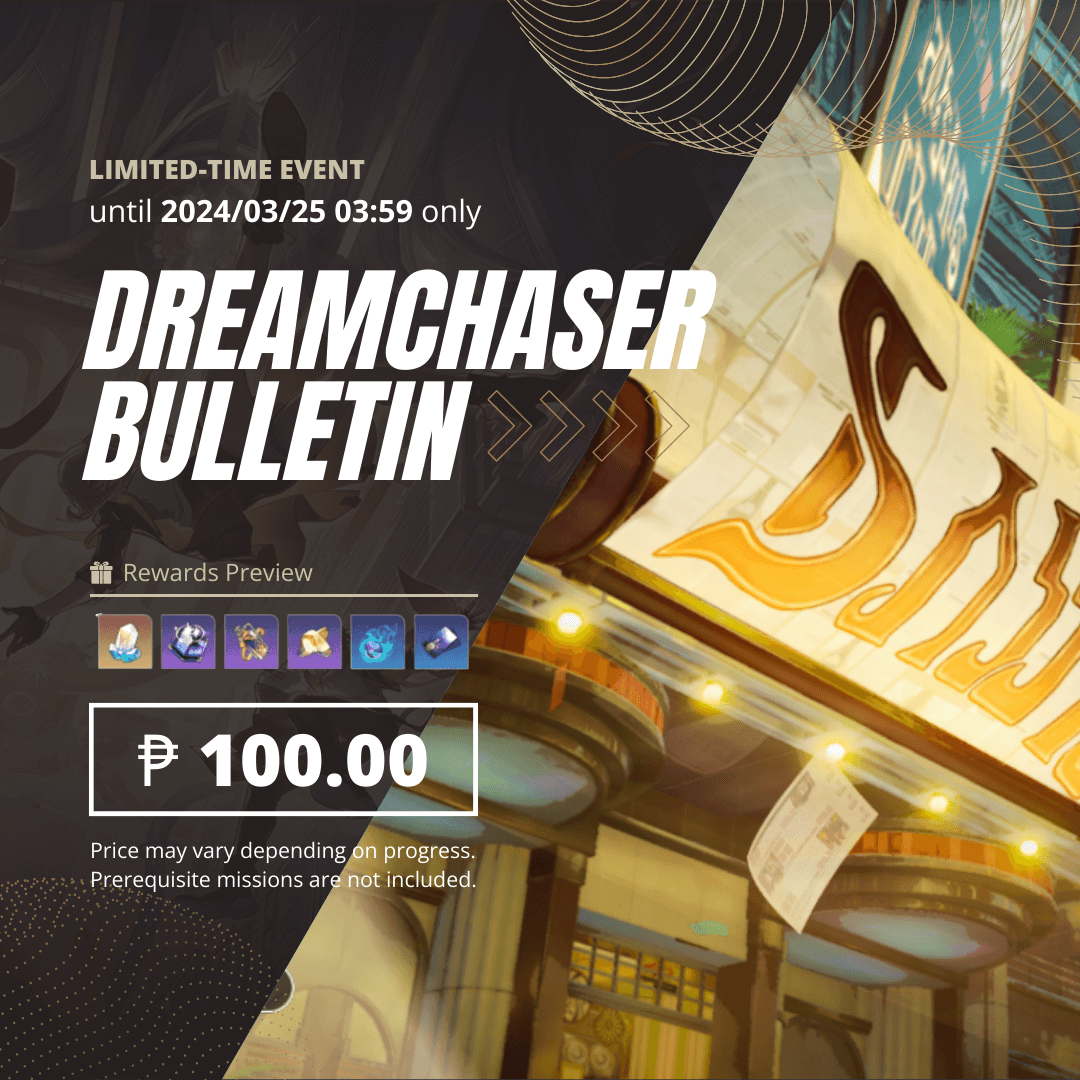 LIMITED-TIME EVENT
until 2024/03/25 03:59 only
DREAMCHASER
BULLETIN
Rewards Preview
₱ 100.00
Price may vary depending on progress.
Prerequisite missions are not included.